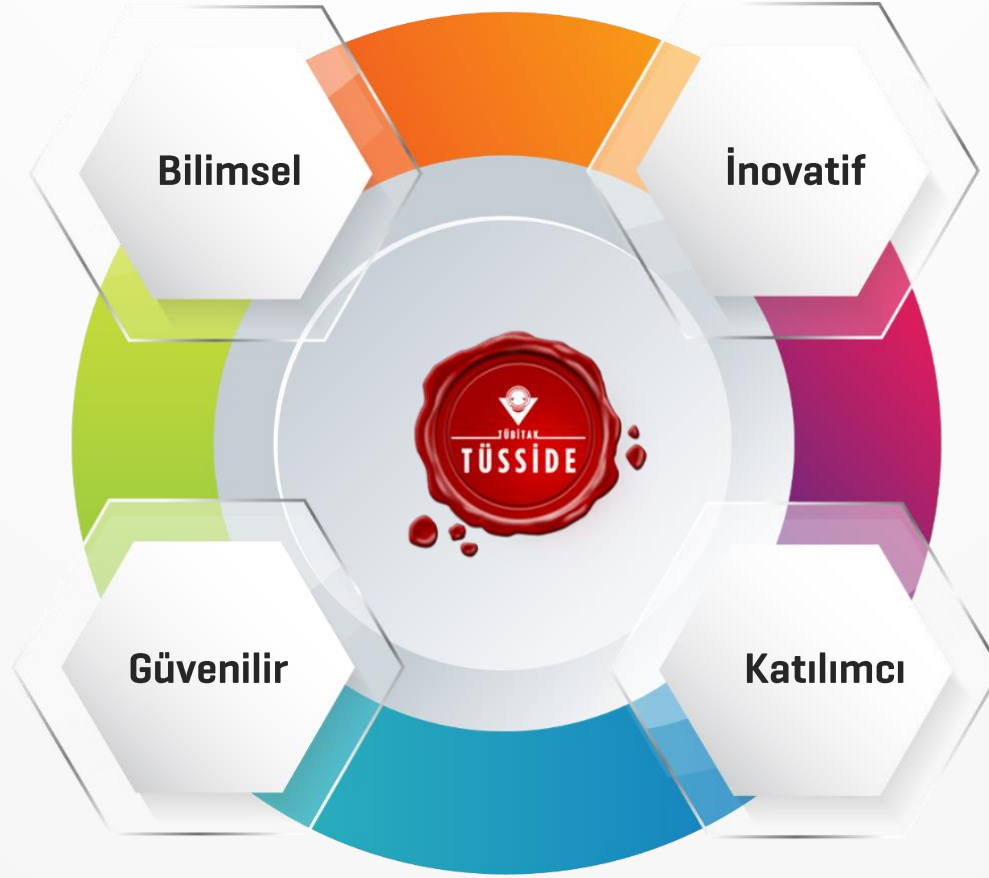 Bilimsel
İnovatif
TÜBİTAK
TÜSSİDE
Güvenilir
Katılımcı